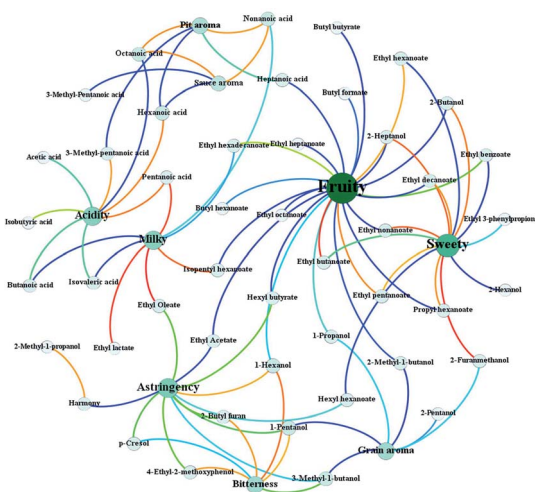 Nonanoic acid
Pit aroma
Butyl butyrate
Octanoic acid
Ethyl hexanoate
Sauce aroma
Heptanoic acid
3-Methyl-Pentanoic acid
Butyl formate
2-Butanol
Hexanoic acid
2-Heptanol
Ethyl hexaderanoate
Ethyl heptanoate
3-Methyl-pentanoic acid
Ethyl benzoate
Acetic acid
Pentanoic acid
Ethyl decanoate
Fruity
Butyl hexanoate
Ethyl octanoate
Acidity
Ethyl 3-phenylpropion
Isobutyric acid
Ethyl nonanoate
Milky
Sweety
Ethyl butanoate
Isopentyl hexanoate
Butanoic acid
Isovaleric acid
2-Hexnol
Hexyl butyrate
Ethyl pentanoate
Ethyl Oleate
Propyl hexanoate
1-Propanol
Ethyl Acetate
2-Methyl-1-propanol
Ethyl lactate
1-Hexanol
2-Methyl-1-butanol
2-Furanmethanol
Astringency
Harmony
Hexyl hexanoate
2-Butyl furan
2-Pentanol
1-Pentanol
p-Cresol
Grain aroma
4-Ethyl-2-methoxyphenol
3-Methyl-1-butanol
Bitterness